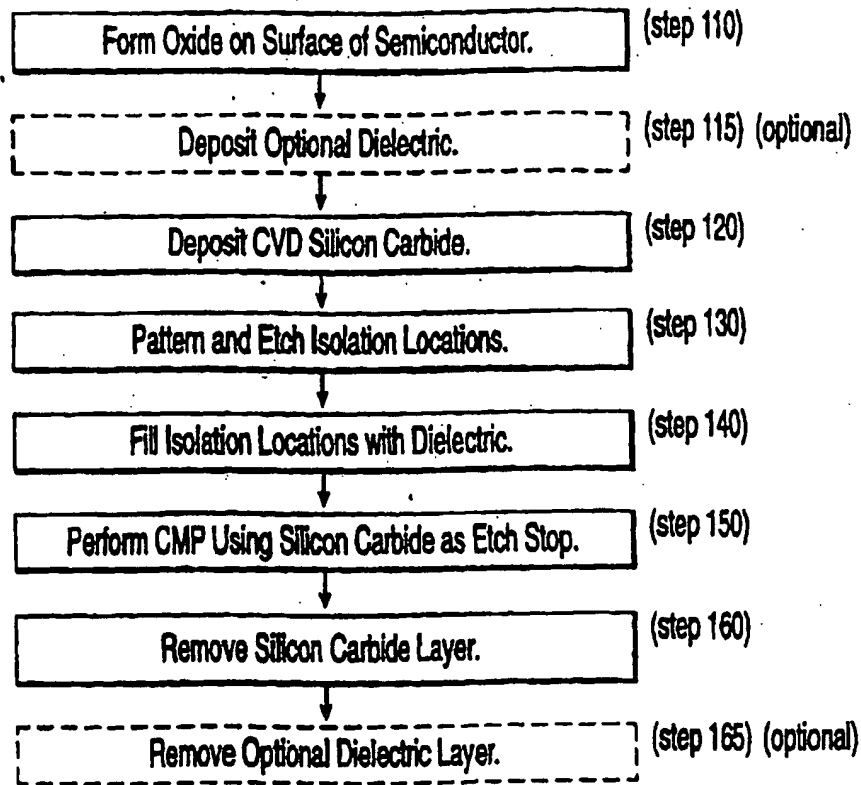 Form Oxide on Surface of Semiconductor. (step 110)
Deposit Optional Dielectric. (step 115) (optional)
Deposit CVD Silicon Carbide. (step 120)
Pattern and Etch Isolation Locations. (step 130)
Fill Isolation Locations with Dielectric. (step 140)
Perform CMP Using Silicon Carbide as Etch Stop. (step 150)
Remove Silicon Carbide Layer. (step 160)
Remove Optional Dielectric Layer. (step 165) (optional)